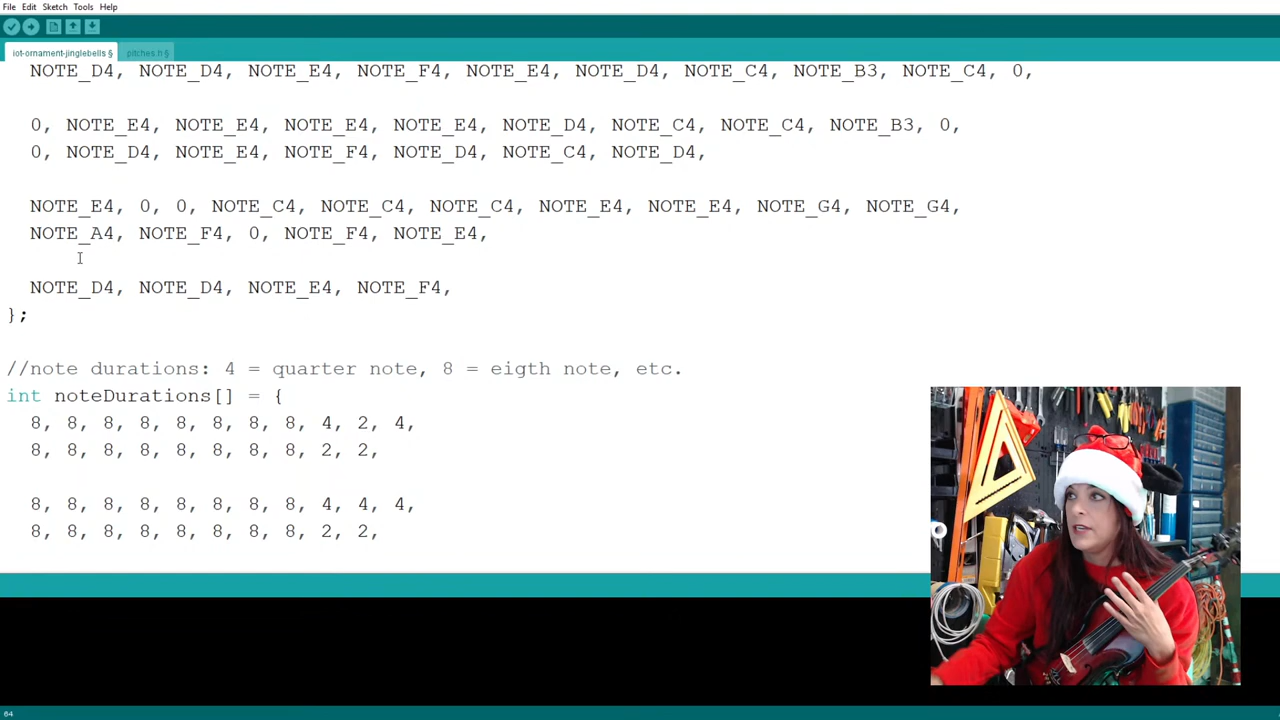 File Edit Sketch Tools Help
iot-ornament-jinglebells § pitches.h §
NOTE_D4, NOTE_D4, NOTE_E4, NOTE_F4, NOTE_E4, NOTE_D4, NOTE_C4, NOTE_B3, NOTE_C4, 0,
0, NOTE_E4, NOTE_E4, NOTE_E4, NOTE_E4, NOTE_D4, NOTE_C4, NOTE_C4, NOTE_B3, 0,
0, NOTE_D4, NOTE_E4, NOTE_F4, NOTE_D4, NOTE_C4, NOTE_D4,
NOTE_E4, 0, 0, NOTE_C4, NOTE_C4, NOTE_C4, NOTE_E4, NOTE_E4, NOTE_G4, NOTE_G4,
NOTE_A4, NOTE_F4, 0, NOTE_F4, NOTE_E4,
NOTE_D4, NOTE_D4, NOTE_E4, NOTE_F4,
};
//note durations: 4 = quarter note, 8 = eigth note, etc.
int noteDurations[] = {
8, 8, 8, 8, 8, 8, 8, 8, 4, 2, 4,
8, 8, 8, 8, 8, 8, 8, 8, 2, 2,
8, 8, 8, 8, 8, 8, 8, 8, 4, 4, 4,
8, 8, 8, 8, 8, 8, 8, 8, 2, 2,
64